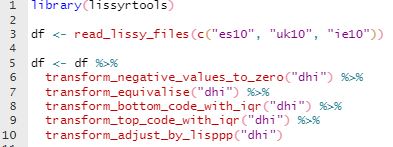 1 library(lissyrtools)
2
3 df <- read_lissy_files(c("es10", "uk10", "ie10"))
4
5 df <- df %>%
6 transform_negative_values_to_zero("dhi") %>%
7 transform_equivalise("dhi") %>%
8 transform_bottom_code_with_iqr("dhi") %>%
9 transform_top_code_with_iqr("dhi") %>%
10 transform_adjust_by_lisppp("dhi")